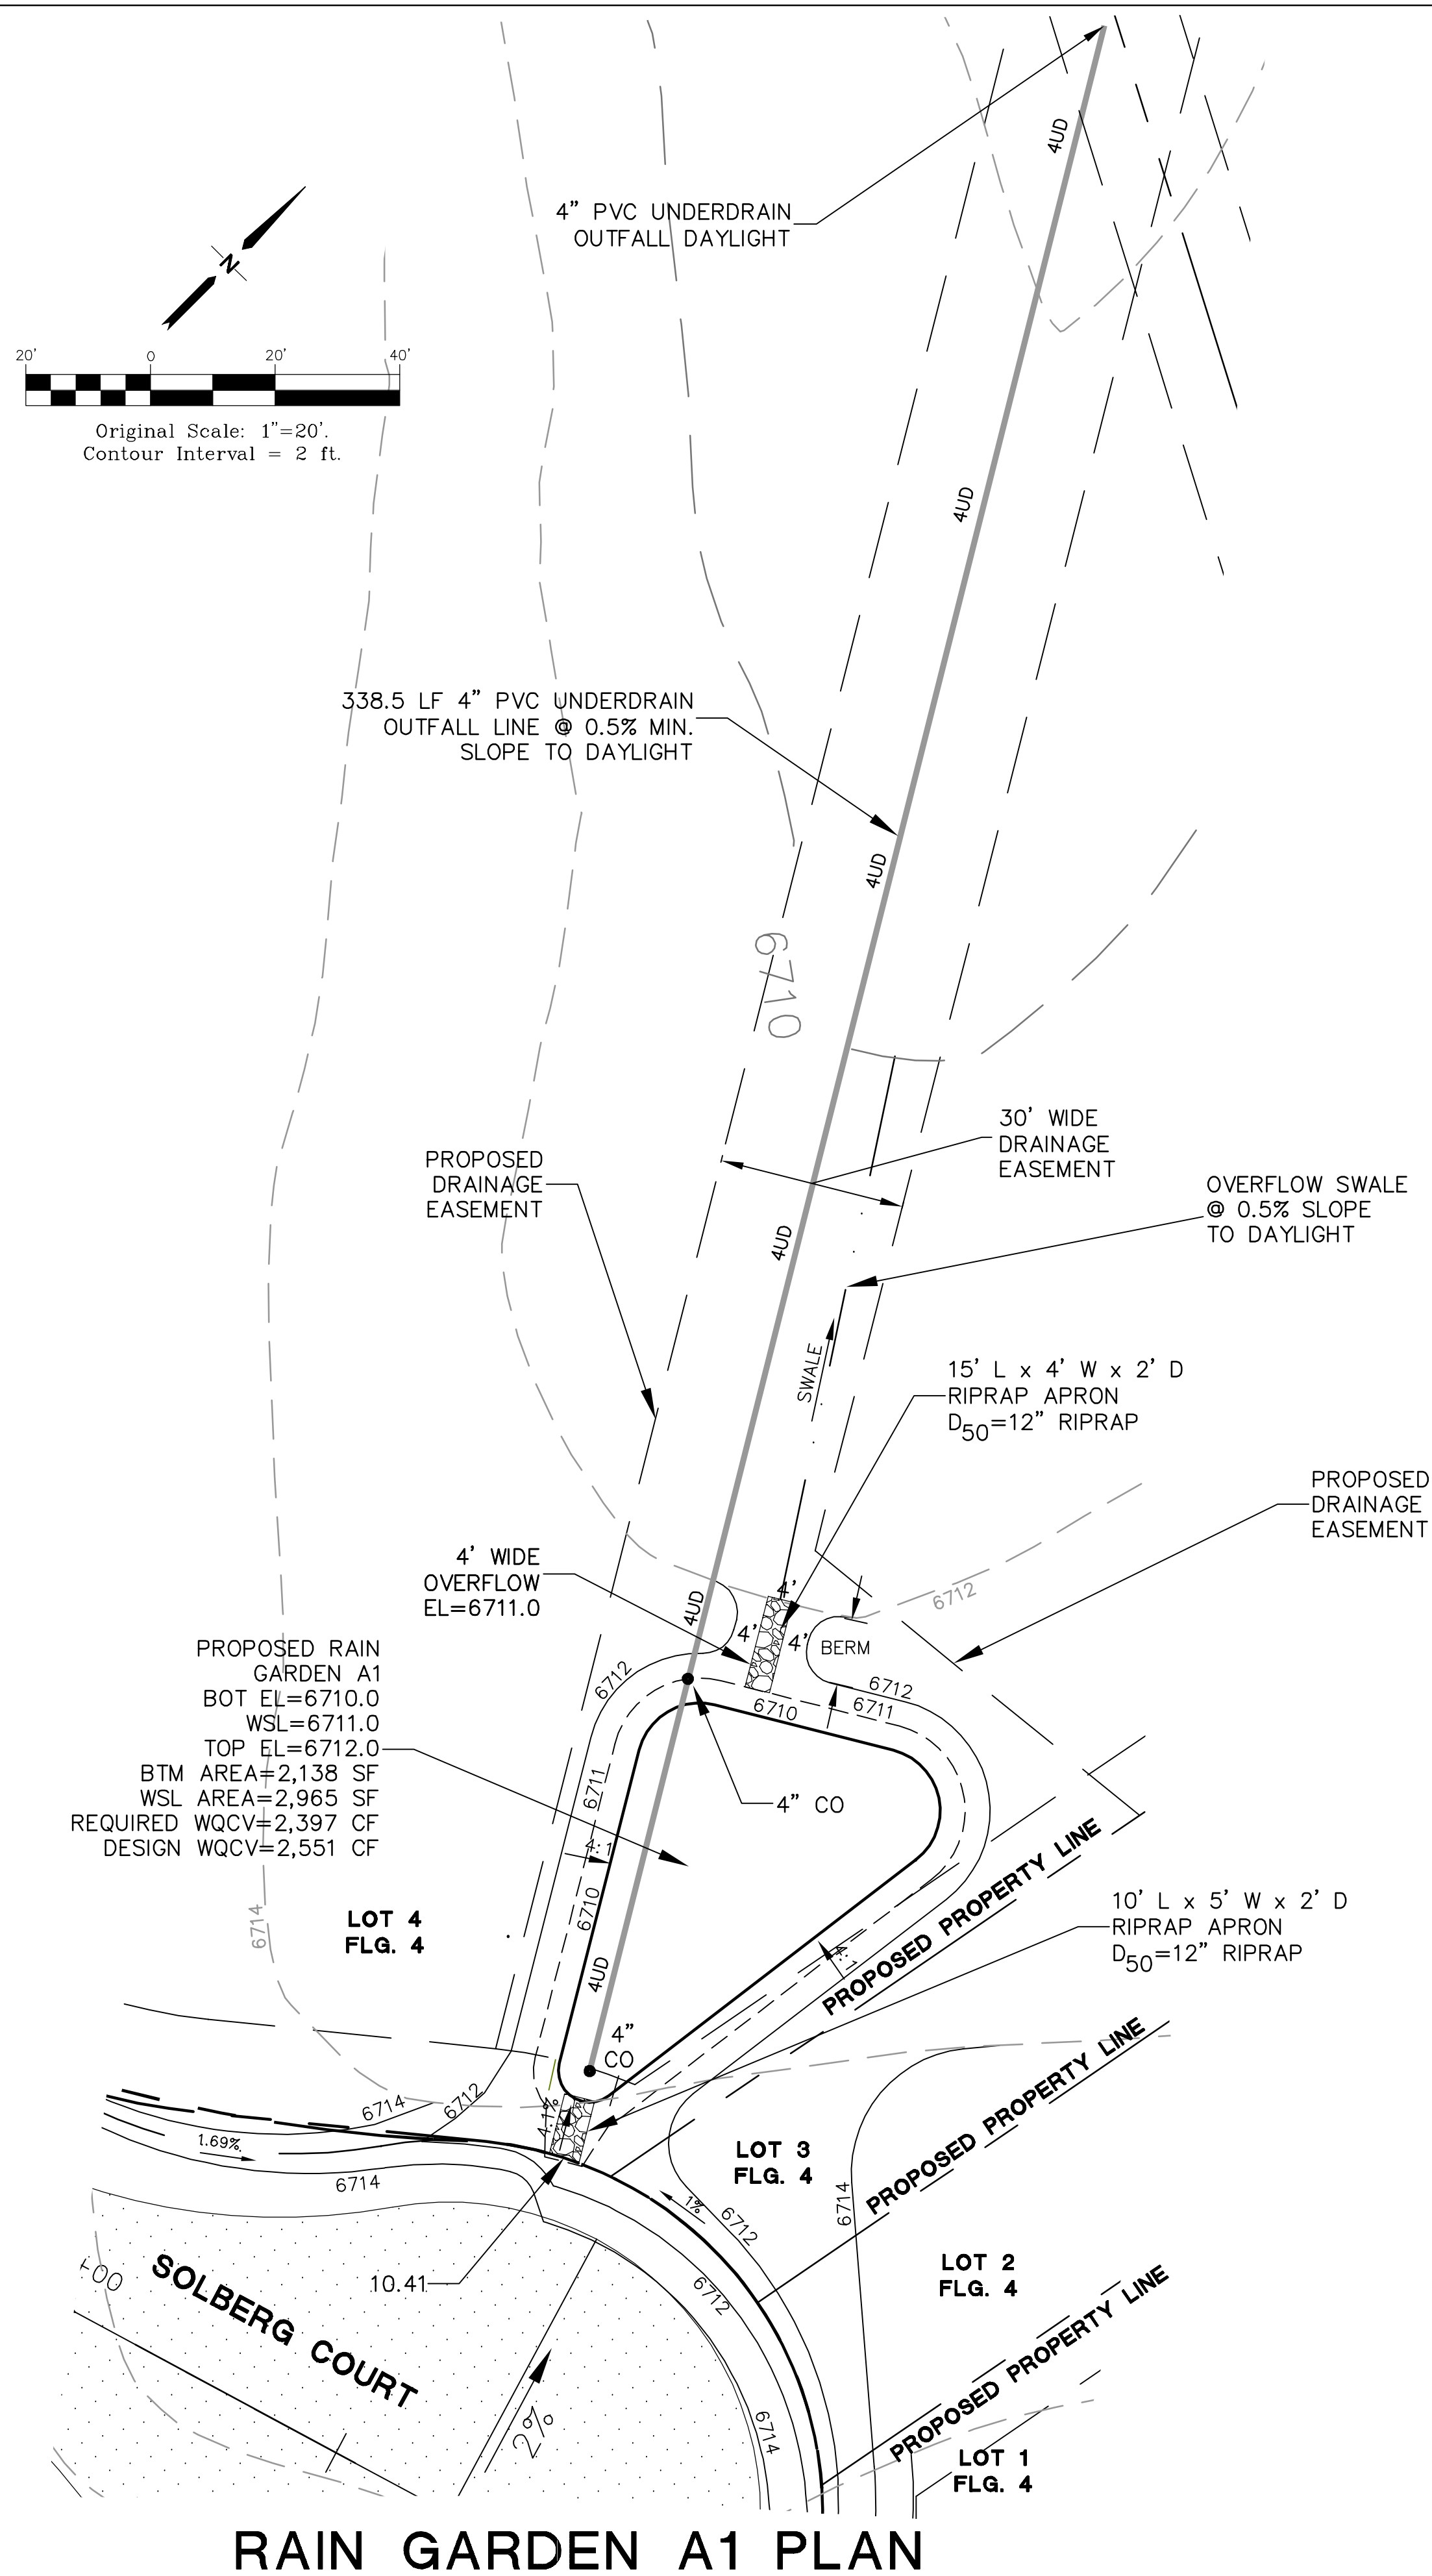 4UD
4” PVC UNDERDRAIN
OUTFALL DAYLIGHT
N
20' 0 20' 40'
Original Scale: 1"=20'.
Contour Interval = 2 ft.
4UD
338.5 LF 4” PVC UNDERDRAIN
OUTFALL LINE @ 0.5% MIN.
SLOPE TO DAYLIGHT
4UD
6710
30’ WIDE
DRAINAGE
EASEMENT
PROPOSED
DRAINAGE
EASEMENT
OVERFLOW SWALE
@ 0.5% SLOPE
TO DAYLIGHT
4UD
SWALE
15’ L x 4’ W x 2’ D
RIPRAP APRON
D50=12” RIPRAP
PROPOSED
DRAINAGE
EASEMENT
4’ WIDE
OVERFLOW
EL=6711.0
4UD
4’
4’
4’
BERM
6712
6712
6712
6711
6710
PROPOSED RAIN
GARDEN A1
BOT EL=6710.0
WSL=6711.0
TOP EL=6712.0
BTM AREA=2,138 SF
WSL AREA=2,965 SF
REQUIRED WQCV=2,397 CF
DESIGN WQCV=2,551 CF
6711
4” CO
4:1
6710
PROPOSED PROPERTY LINE
10’ L x 5’ W x 2’ D
RIPRAP APRON
D50=12” RIPRAP
LOT 4
FLG. 4
6714
4:1
4UD
4”
CO
6714
6712
4.1%
1.69%
6714
LOT 3
FLG. 4
PROPOSED PROPERTY LINE
1%
6712
6714
10.41
6712
LOT 2
FLG. 4
+00
SOLBERG COURT
2%
6714
PROPOSED PROPERTY LINE
LOT 1
FLG. 4
RAIN GARDEN A1 PLAN